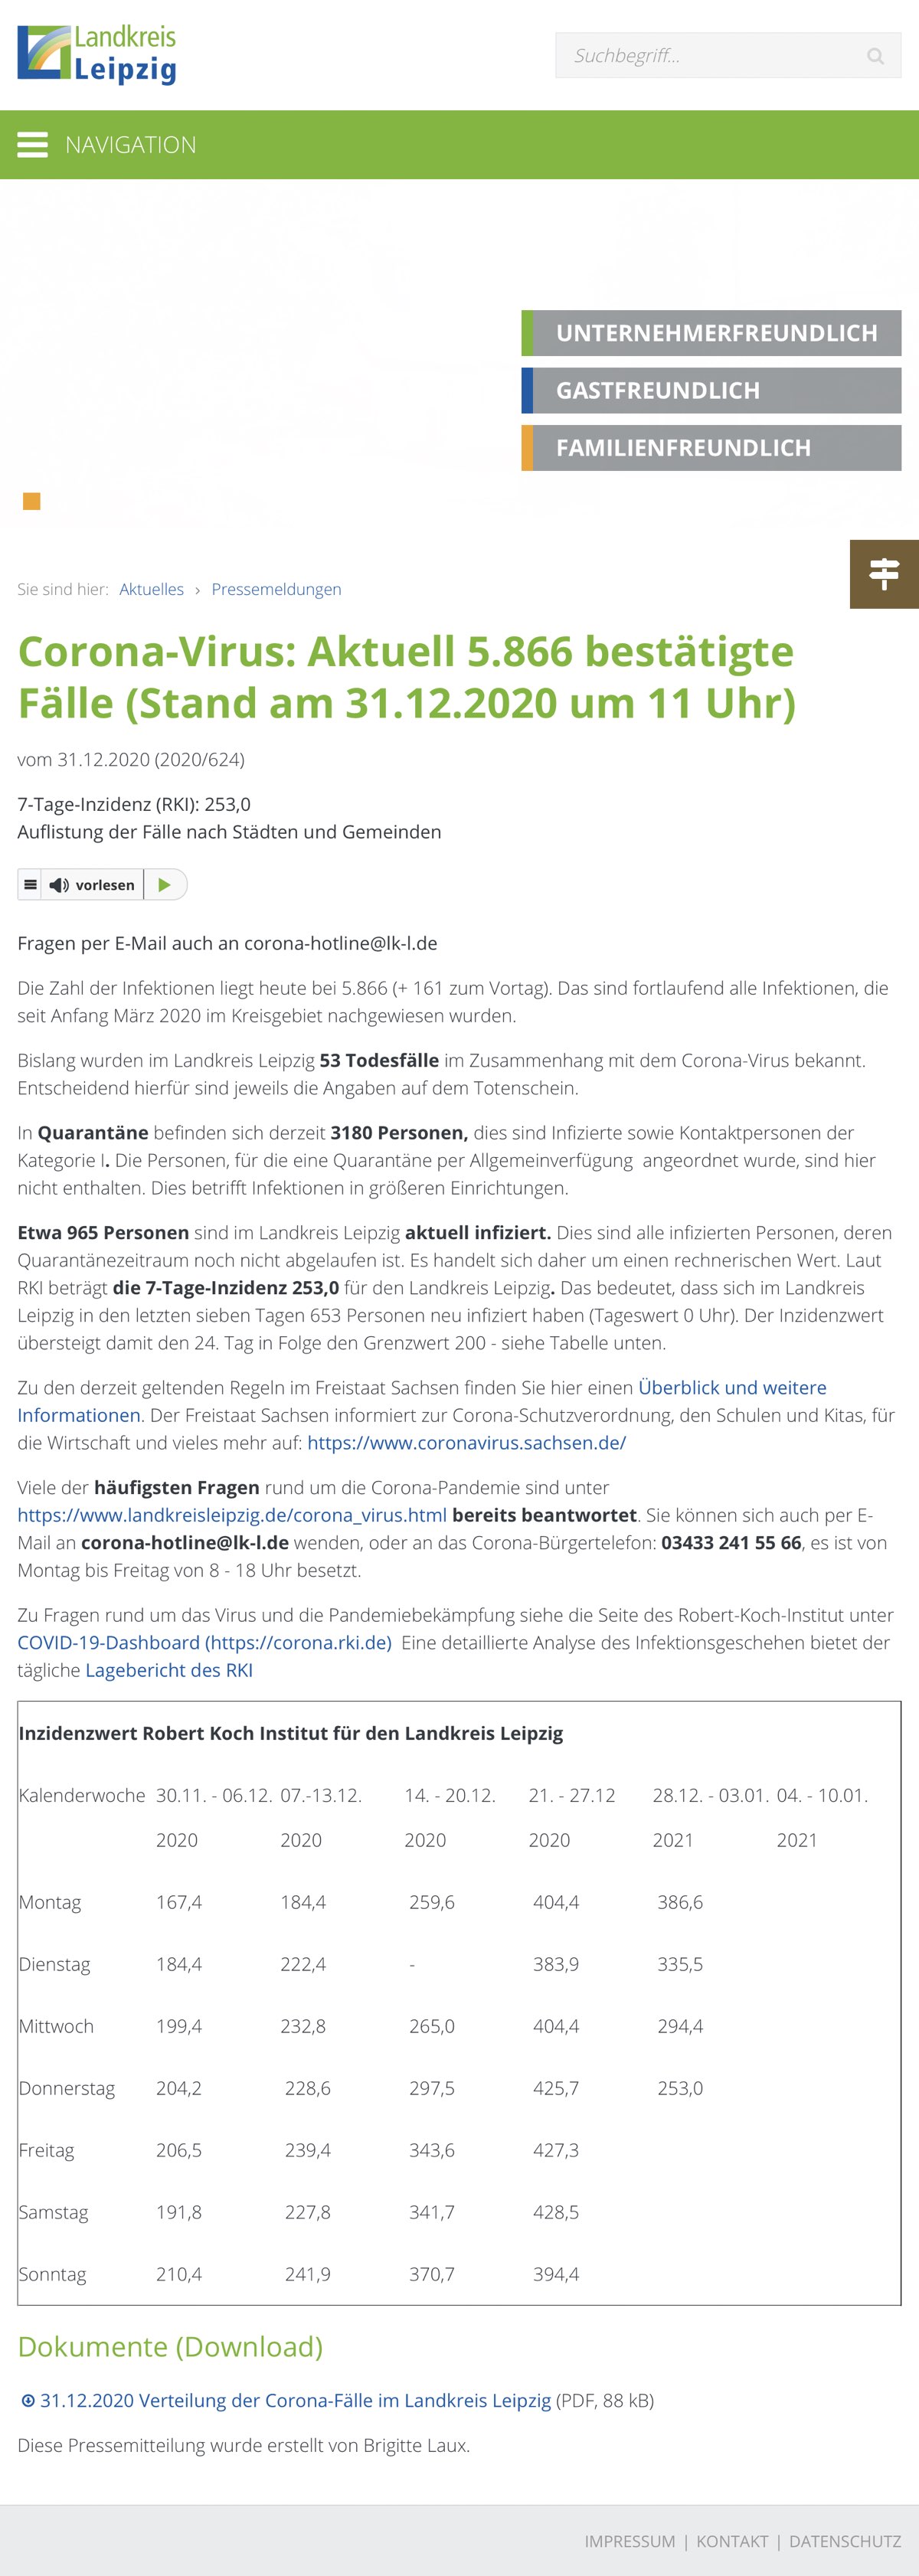 Landkreis
Leipzig
Suchbegriff...
NAVIGATION
UNTERNEHMERFREUNDLICH
GASTFREUNDLICH
FAMILIENFREUNDLICH
Sie sind hier: Aktuelles › Pressemeldungen
Corona-Virus: Aktuell 5.866 bestätigte
Fälle (Stand am 31.12.2020 um 11 Uhr)
vom 31.12.2020 (2020/624)
7-Tage-Inzidenz (RKI): 253,0
Auflistung der Fälle nach Städten und Gemeinden
vorlesen
Fragen per E-Mail auch an corona-hotline@lk-l.de
Die Zahl der Infektionen liegt heute bei 5.866 (+ 161 zum Vortag). Das sind fortlaufend alle Infektionen, die
seit Anfang März 2020 im Kreisgebiet nachgewiesen wurden.
Bislang wurden im Landkreis Leipzig 53 Todesfälle im Zusammenhang mit dem Corona-Virus bekannt.
Entscheidend hierfür sind jeweils die Angaben auf dem Totenschein.
In Quarantäne befinden sich derzeit 3180 Personen, dies sind Infizierte sowie Kontaktpersonen der
Kategorie I. Die Personen, für die eine Quarantäne per Allgemeinverfügung angeordnet wurde, sind hier
nicht enthalten. Dies betrifft Infektionen in größeren Einrichtungen.
Etwa 965 Personen sind im Landkreis Leipzig aktuell infiziert. Dies sind alle infizierten Personen, deren
Quarantänezeitraum noch nicht abgelaufen ist. Es handelt sich daher um einen rechnerischen Wert. Laut
RKI beträgt die 7-Tage-Inzidenz 253,0 für den Landkreis Leipzig. Das bedeutet, dass sich im Landkreis
Leipzig in den letzten sieben Tagen 653 Personen neu infiziert haben (Tageswert 0 Uhr). Der Inzidenzwert
übersteigt damit den 24. Tag in Folge den Grenzwert 200 - siehe Tabelle unten.
Zu den derzeit geltenden Regeln im Freistaat Sachsen finden Sie hier einen Überblick und weitere
Informationen. Der Freistaat Sachsen informiert zur Corona-Schutzverordnung, den Schulen und Kitas, für
die Wirtschaft und vieles mehr auf: https://www.coronavirus.sachsen.de/
Viele der häufigsten Fragen rund um die Corona-Pandemie sind unter
https://www.landkreisleipzig.de/corona_virus.html bereits beantwortet. Sie können sich auch per E-
Mail an corona-hotline@lk-l.de wenden, oder an das Corona-Bürgertelefon: 03433 241 55 66, es ist von
Montag bis Freitag von 8 - 18 Uhr besetzt.
Zu Fragen rund um das Virus und die Pandemiebekämpfung siehe die Seite des Robert-Koch-Institut unter
COVID-19-Dashboard (https://corona.rki.de) Eine detaillierte Analyse des Infektionsgeschehen bietet der
tägliche Lagebericht des RKI
Inzidenzwert Robert Koch Institut für den Landkreis Leipzig
Kalenderwoche 30.11. - 06.12. 07.-13.12. 14. - 20.12. 21. - 27.12 28.12. - 03.01. 04. - 10.01.
2020 2020 2020 2020 2021 2021
Montag 167,4 184,4 259,6 404,4 386,6
Dienstag 184,4 222,4 - 383,9 335,5
Mittwoch 199,4 232,8 265,0 404,4 294,4
Donnerstag 204,2 228,6 297,5 425,7 253,0
Freitag 206,5 239,4 343,6 427,3
Samstag 191,8 227,8 341,7 428,5
Sonntag 210,4 241,9 370,7 394,4
Dokumente (Download)
31.12.2020 Verteilung der Corona-Fälle im Landkreis Leipzig (PDF, 88 kB)
Diese Pressemitteilung wurde erstellt von Brigitte Laux.
IMPRESSUM | KONTAKT | DATENSCHUTZ